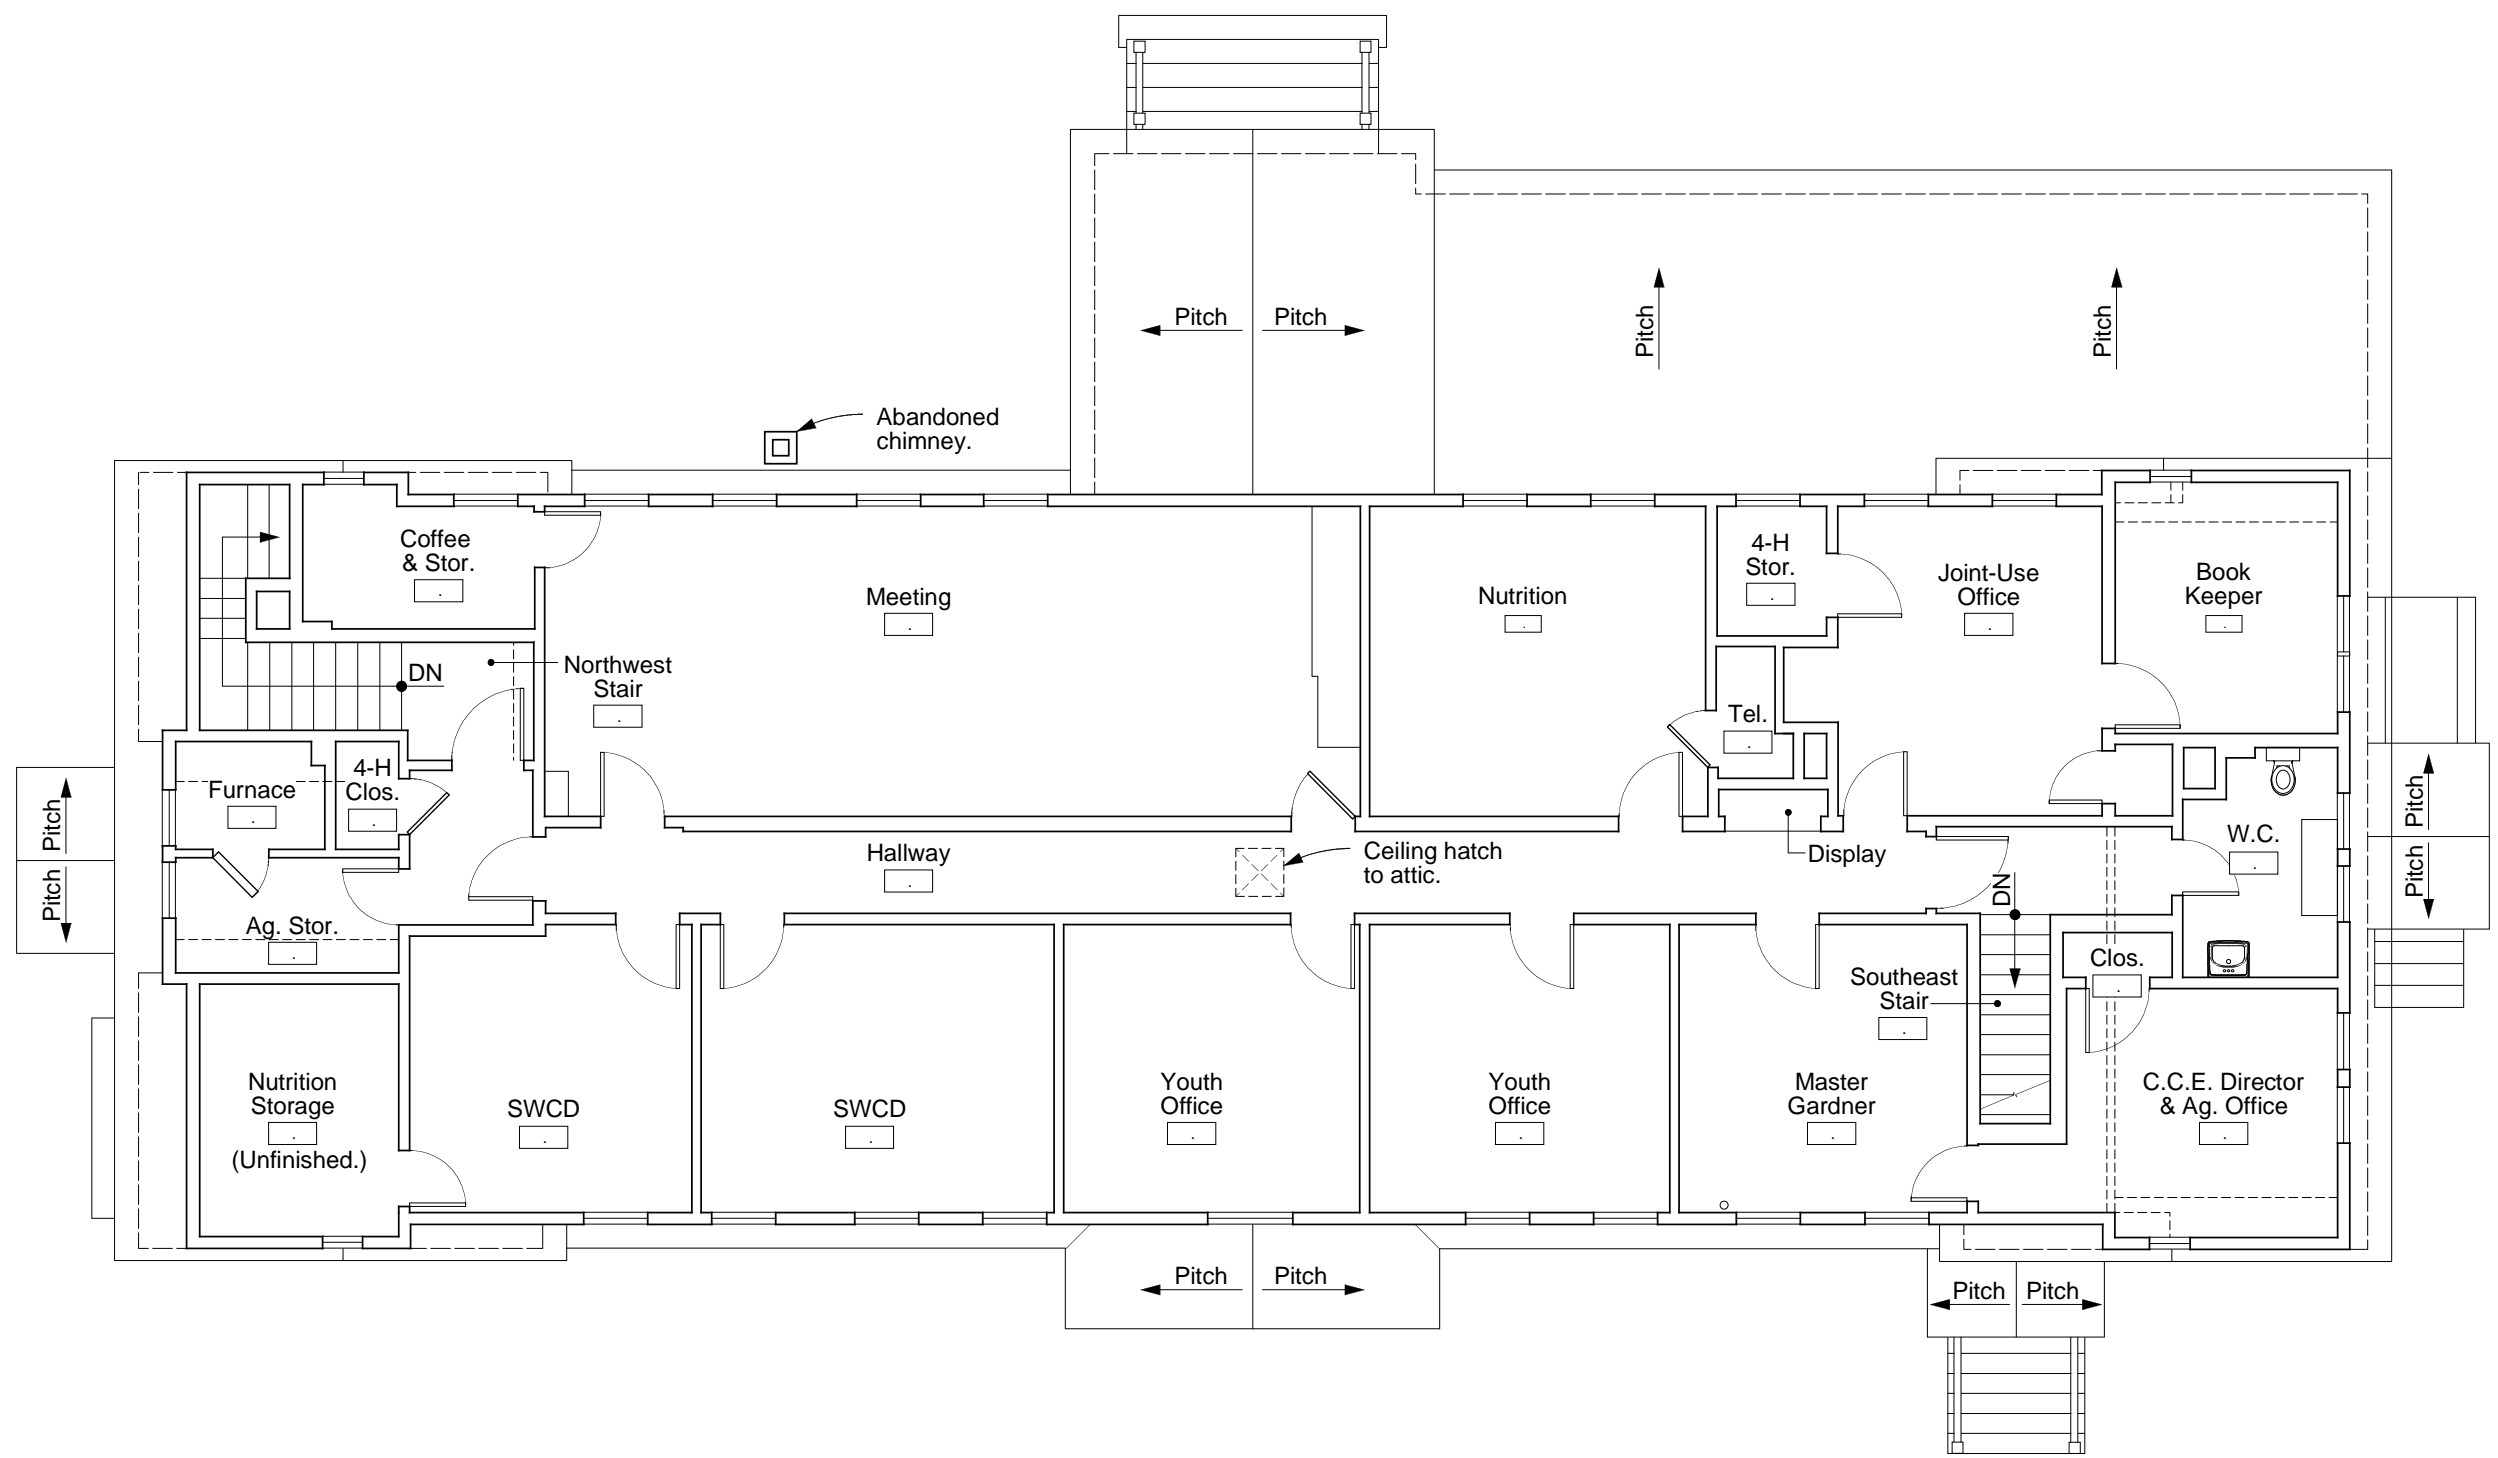 Pitch
Pitch
Pitch
Pitch
Abandoned
chimney.
Coffee
& Stor.
4-H
Stor.
Joint-Use
Office
Book
Keeper
Meeting
Nutrition
DN
Northwest
Stair
Tel.
4-H
Clos.
Furnace
Pitch
Pitch
Pitch
Pitch
W.C.
Hallway
Ceiling hatch
to attic.
Display
DN
Ag. Stor.
Clos.
Southeast
Stair
Nutrition
Storage
(Unfinished.)
SWCD
SWCD
Youth
Office
Youth
Office
Master
Gardner
C.C.E. Director
& Ag. Office
Pitch
Pitch
Pitch
Pitch